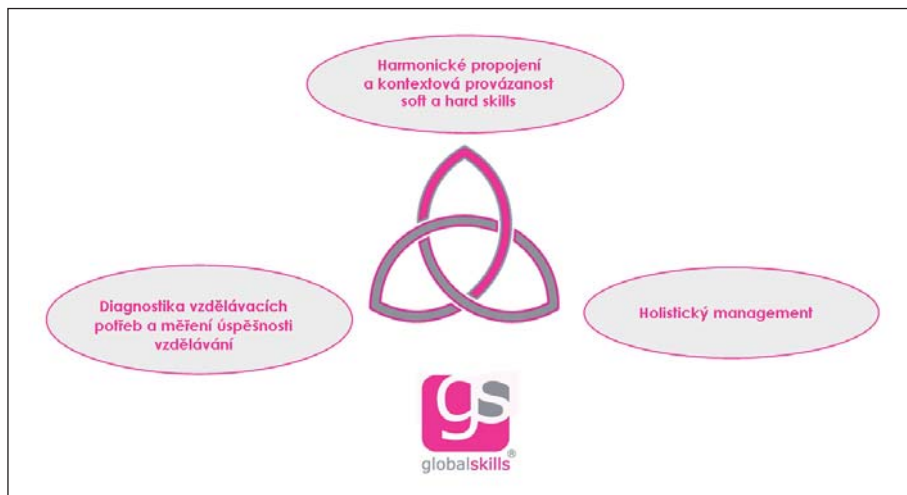 Harmonické propojení
a kontextová provázanost
soft a hard skills
Diagnostika vzdělávacích
potřeb a měření úspěšnosti
vzdělávání
Holistický management
gs
globalskills®